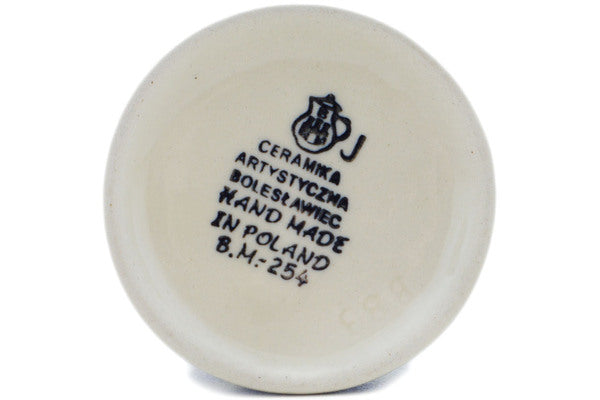 J
CERAMIKA
ARTYSTYCZNA
BOLESŁAWIEC
HAND MADE
IN POLAND
B.M.-254